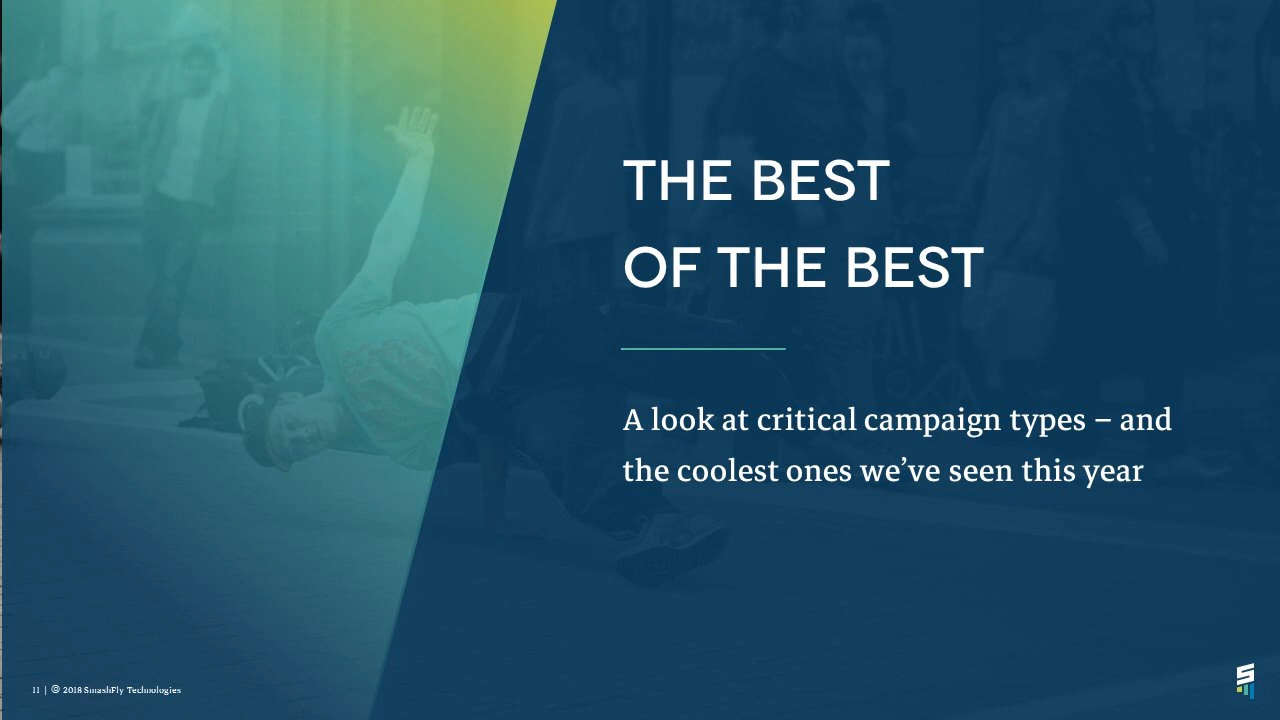 THE BEST
OF THE BEST
A look at critical campaign types – and
the coolest ones we’ve seen this year
11 | © 2018 SmashFly Technologies